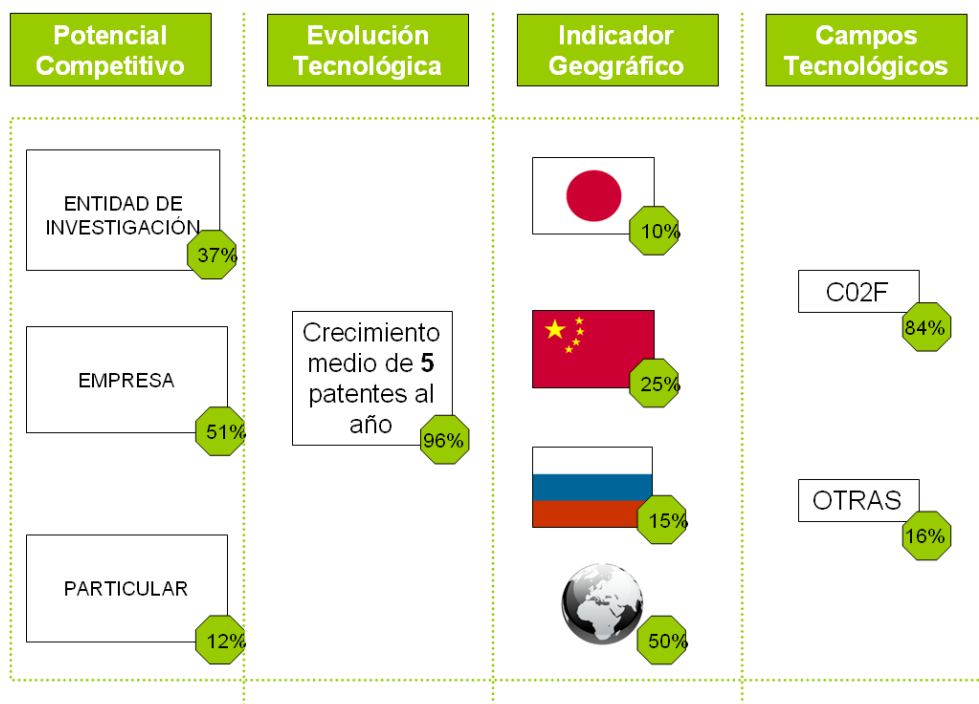 Potencial
Competitivo
Evolución
Tecnológica
Indicador
Geográfico
Campos
Tecnológicos
ENTIDAD DE
INVESTIGACIÓN
37%
EMPRESA
51%
PARTICULAR
12%
Crecimiento
medio de 5
patentes al
año
96%
10%
25%
15%
50%
C02F
84%
OTRAS
16%